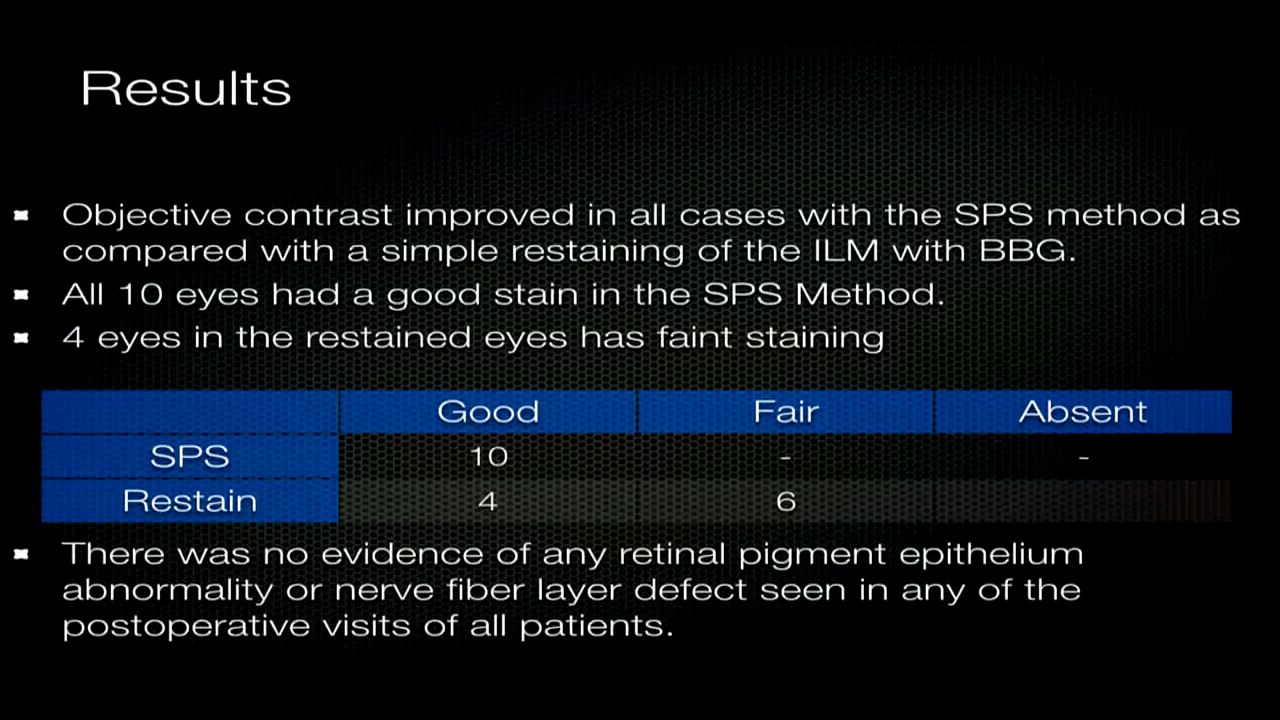 Results
Objective contrast improved in all cases with the SPS method as
compared with a simple restaining of the ILM with BBG.
All 10 eyes had a good stain in the SPS Method.
4 eyes in the restained eyes has faint staining
Good Fair Absent
SPS 10 - -
Restain 4 6
There was no evidence of any retinal pigment epithelium
abnormality or nerve fiber layer defect seen in any of the
postoperative visits of all patients.